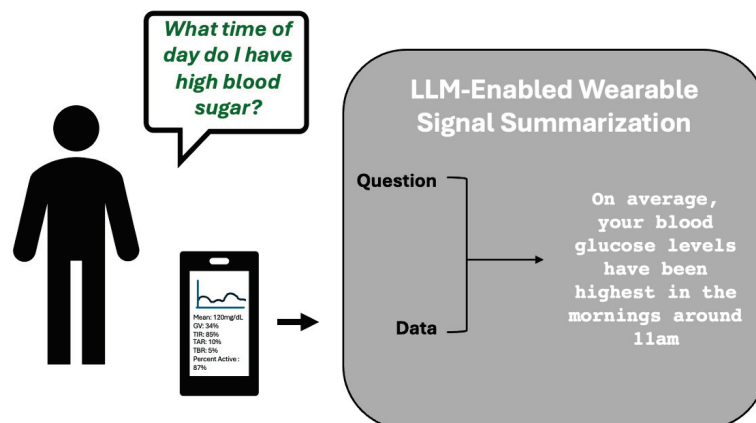 What time of
day do I have
high blood
sugar?
LLM-Enabled Wearable
Signal Summarization
Question
Data
On average,
your blood
glucose levels
have been
highest in the
mornings around
11am
Mean: 120mg/dL
GV: 34%
TIR: 85%
TAR: 10%
TBR: 5%
Percent Active :
87%